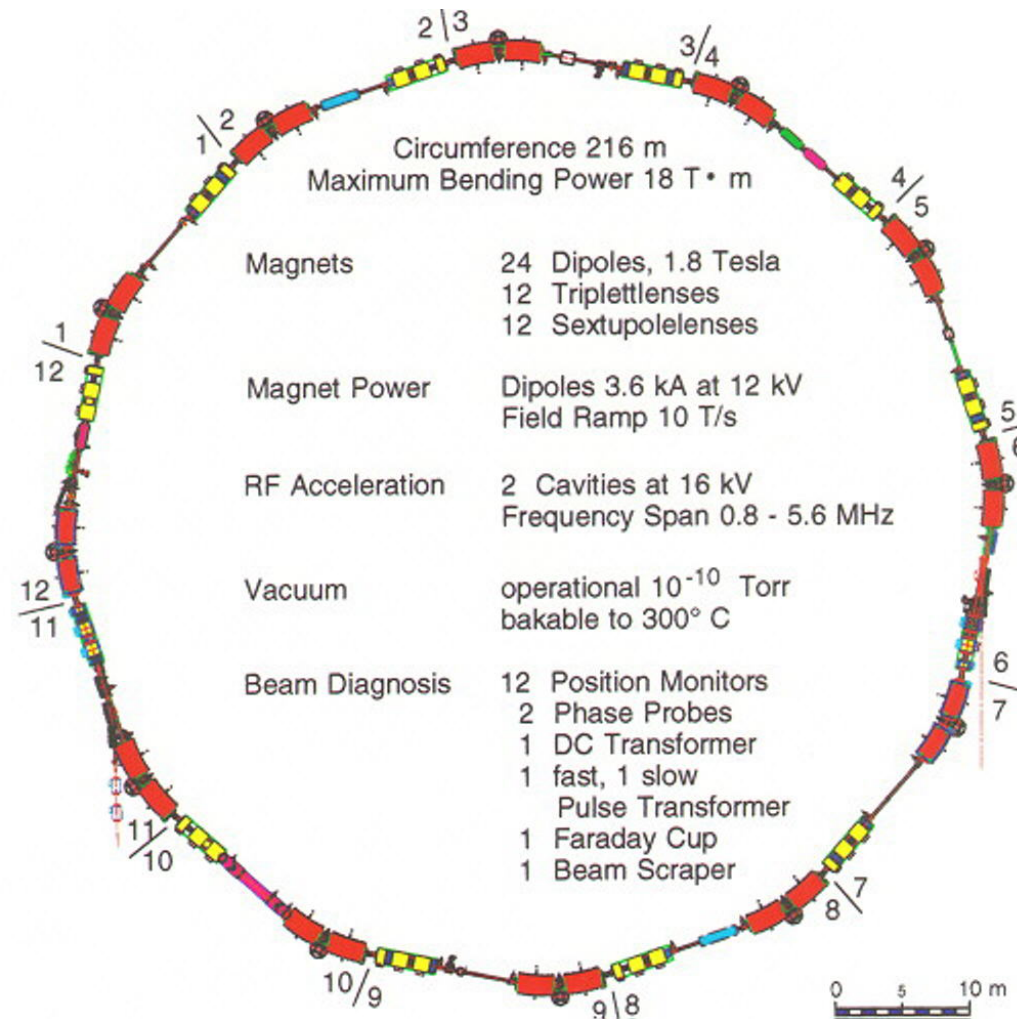 2 3
3 4
1 2
Circumference 216 m
Maximum Bending Power 18 T• m
4 5
Magnets 24 Dipoles, 1.8 Tesla
12 Triplettlenses
12 Sextupolelenses
1 12
Magnet Power Dipoles 3.6 kA at 12 kV
Field Ramp 10 T/s
5 6
RF Acceleration 2 Cavities at 16 kV
Frequency Span 0.8 - 5.6 MHz
Vacuum operational 10⁻¹⁰ Torr
bakable to 300° C
12 11
Beam Diagnosis 12 Position Monitors
6 7
2 Phase Probes
1 DC Transformer
1 fast, 1 slow
Pulse Transformer
1 Faraday Cup
1 Beam Scraper
11 10
8 7
10 9
9 8
0 5 10 m